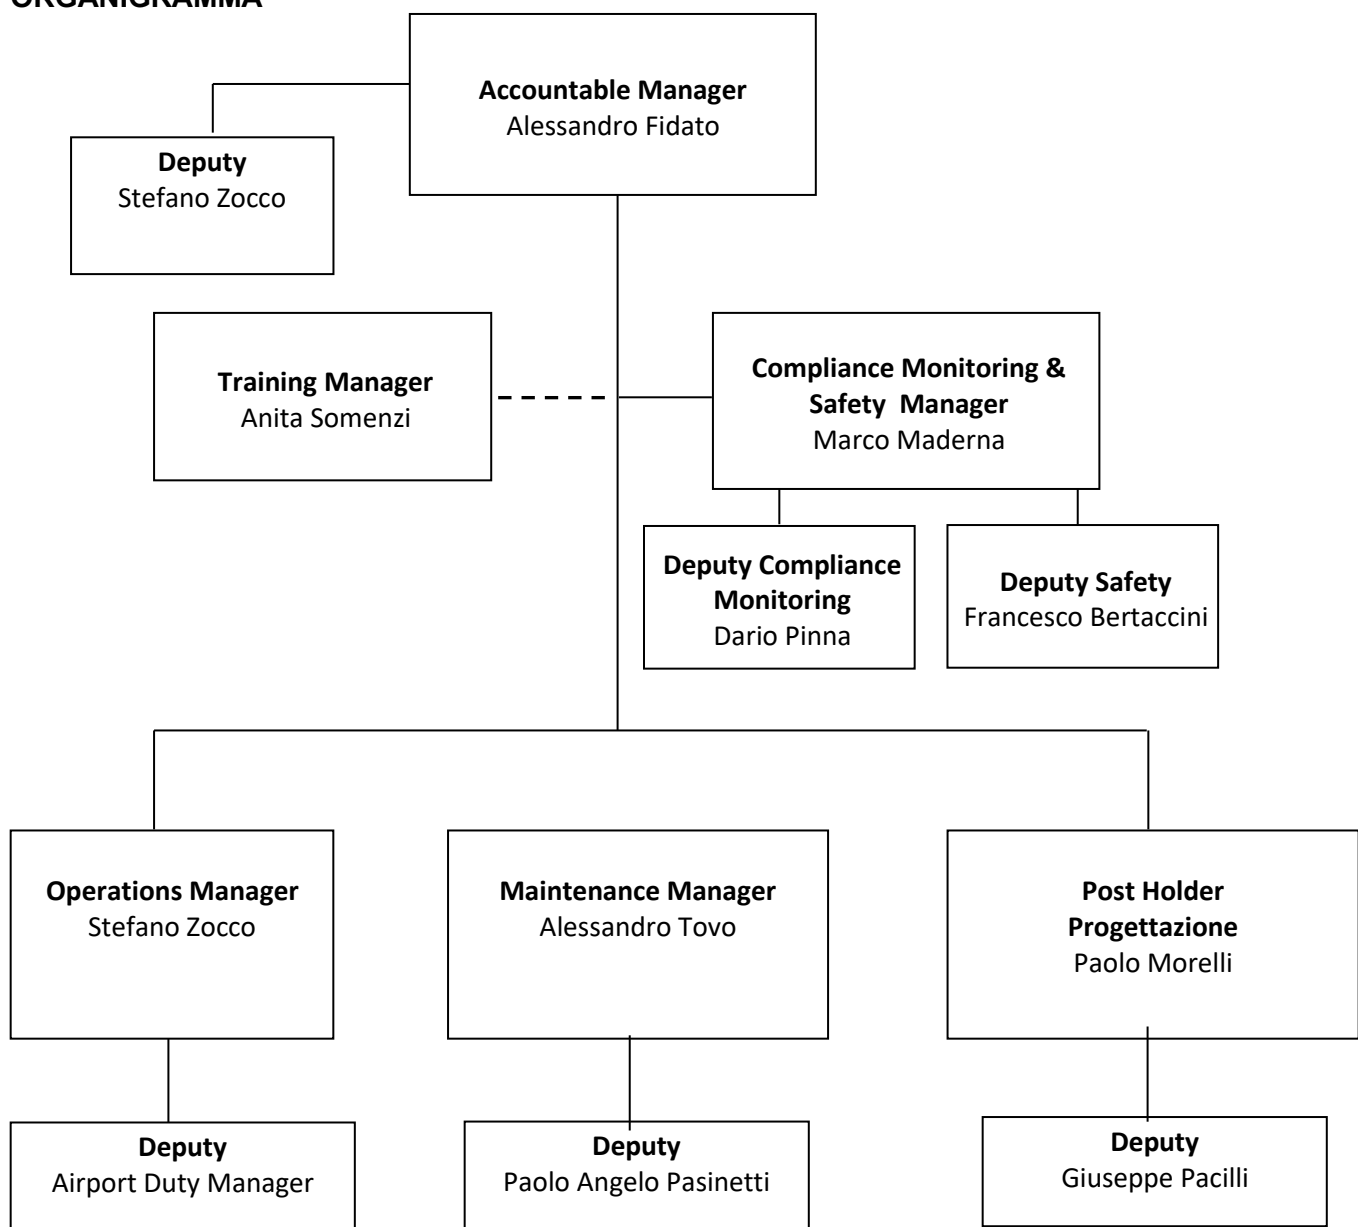 ORGANIGRAMMA
Accountable Manager
Alessandro Fidato
Deputy
Stefano Zocco
Training Manager
Anita Somenzi
Compliance Monitoring &
Safety Manager
Marco Maderna
Deputy Compliance
Monitoring
Dario Pinna
Deputy Safety
Francesco Bertaccini
Operations Manager
Stefano Zocco
Maintenance Manager
Alessandro Tovo
Post Holder
Progettazione
Paolo Morelli
Deputy
Airport Duty Manager
Deputy
Paolo Angelo Pasinetti
Deputy
Giuseppe Pacilli